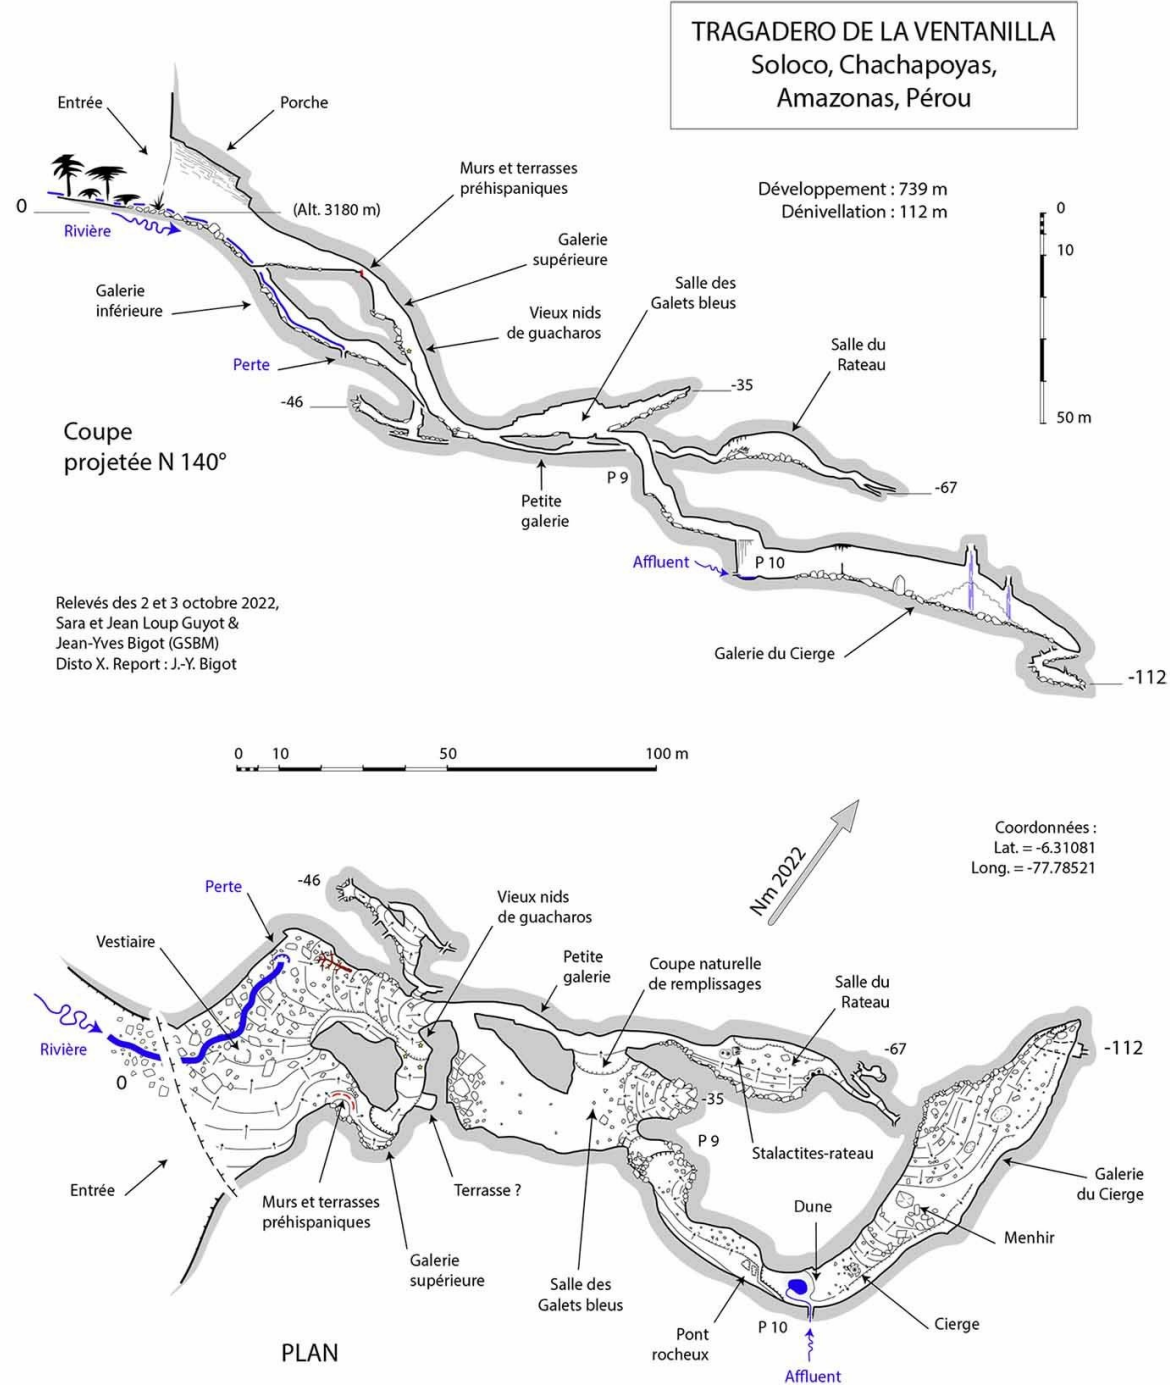 TRAGADERO DE LA VENTANILLA
Soloco, Chachapoyas,
Amazonas, Pérou
Entrée
Porche
Murs et terrasses
préhispaniques
Développement : 739 m
Dénivellation : 112 m
0
(Alt. 3180 m)
Rivière
0
10
50 m
Galerie
supérieure
Galerie
inférieure
Salle des
Galets bleus
Vieux nids
de guacharos
Salle du
Rateau
Perte
-46
-35
Coupe
projetée N 140°
P 9
-67
Petite
galerie
Affluent
P 10
Relevés des 2 et 3 octobre 2022,
Sara et Jean Loup Guyot &
Jean-Yves Bigot (GSBM)
Disto X. Report : J.-Y. Bigot
Galerie du Cierge
-112
0 10 50 100 m
Nm 2022
Coordonnées :
Lat. = -6.31081
Long. = -77.78521
-46
Perte
Vieux nids
de guacharos
Vestiaire
Petite
galerie
Coupe naturelle
de remplissages
Salle du
Rateau
Rivière
0
-67
-112
-35
P 9
Stalactites-rateau
Entrée
Murs et terrasses
préhispaniques
Terrasse ?
Galerie
du Cierge
Dune
Menhir
Galerie
supérieure
Salle des
Galets bleus
Pont
rocheux
P 10
Cierge
Affluent
PLAN